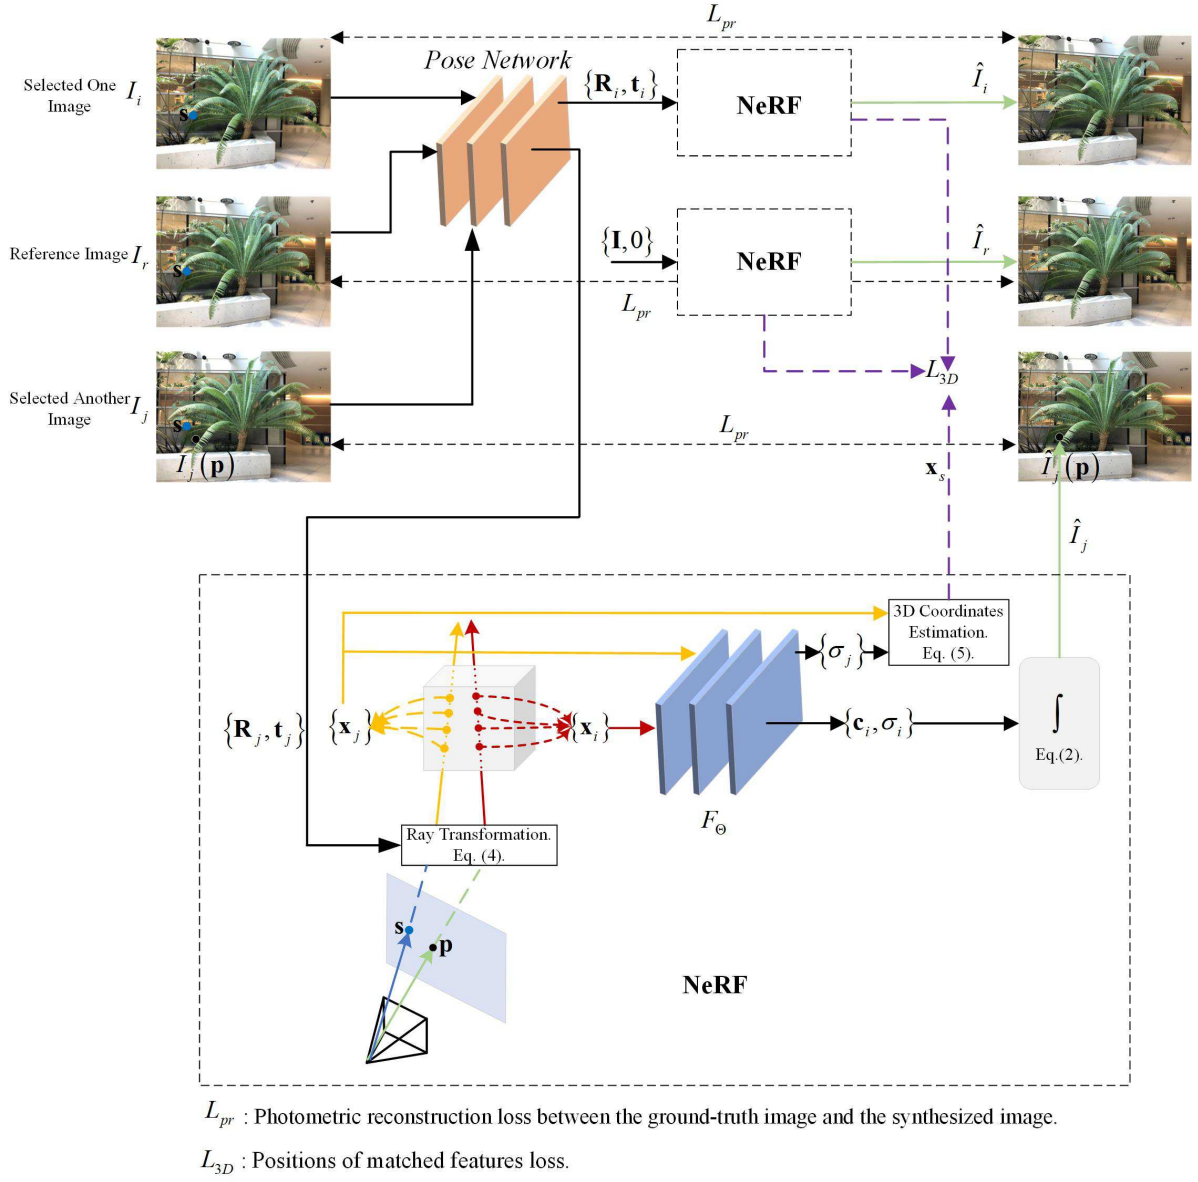 L_pr
Pose Network
Selected One
Image I_i
s
{R_i, t_i}
NeRF
Î_i
Reference Image I_r
s
{I,0}
NeRF
Î_r
L_pr
L_3D
Selected Another
Image I_j
s
I_j(p)
L_pr
Î_j(p)
x_s
Î_j
3D Coordinates
Estimation.
Eq. (5).
{σ_j}
{R_j, t_j}
{x_j}
{x_i}
{c_i, σ_i}
∫
Eq.(2).
F_Θ
Ray Transformation.
Eq. (4).
s
p
NeRF
L_pr : Photometric reconstruction loss between the ground-truth image and the synthesized image.
L_3D : Positions of matched features loss.